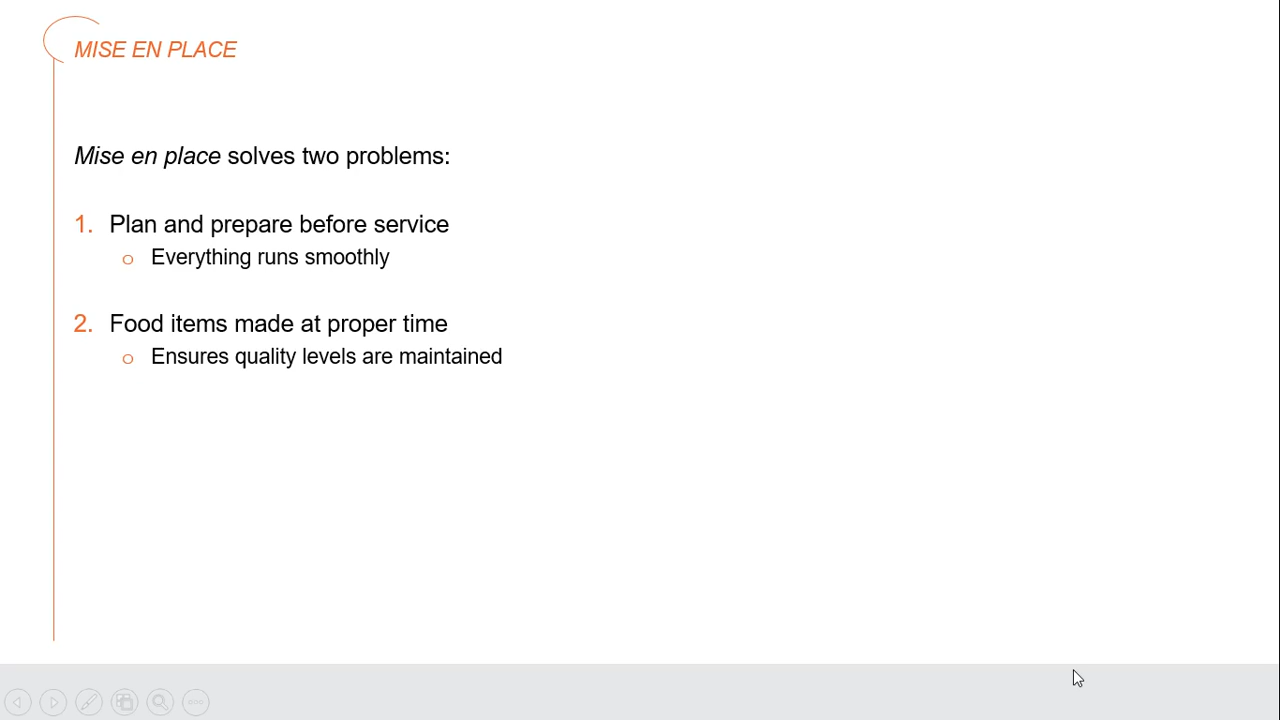 MISE EN PLACE
Mise en place solves two problems:
1. Plan and prepare before service
o Everything runs smoothly
2. Food items made at proper time
o Ensures quality levels are maintained